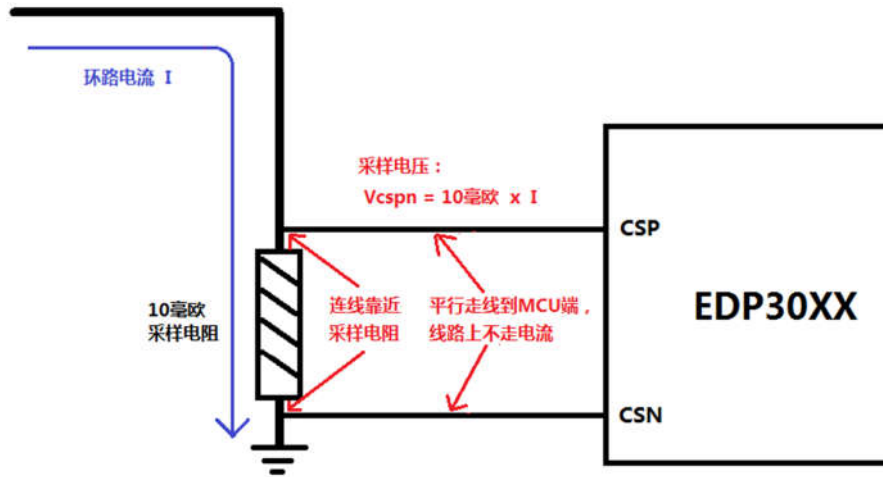 环路电流 I
采样电压：
Vcspn = 10毫欧 x I
CSP
10毫欧
采样电阻
连线靠近
采样电阻
平行走线到MCU端，
线路上不走电流
EDP30XX
CSN